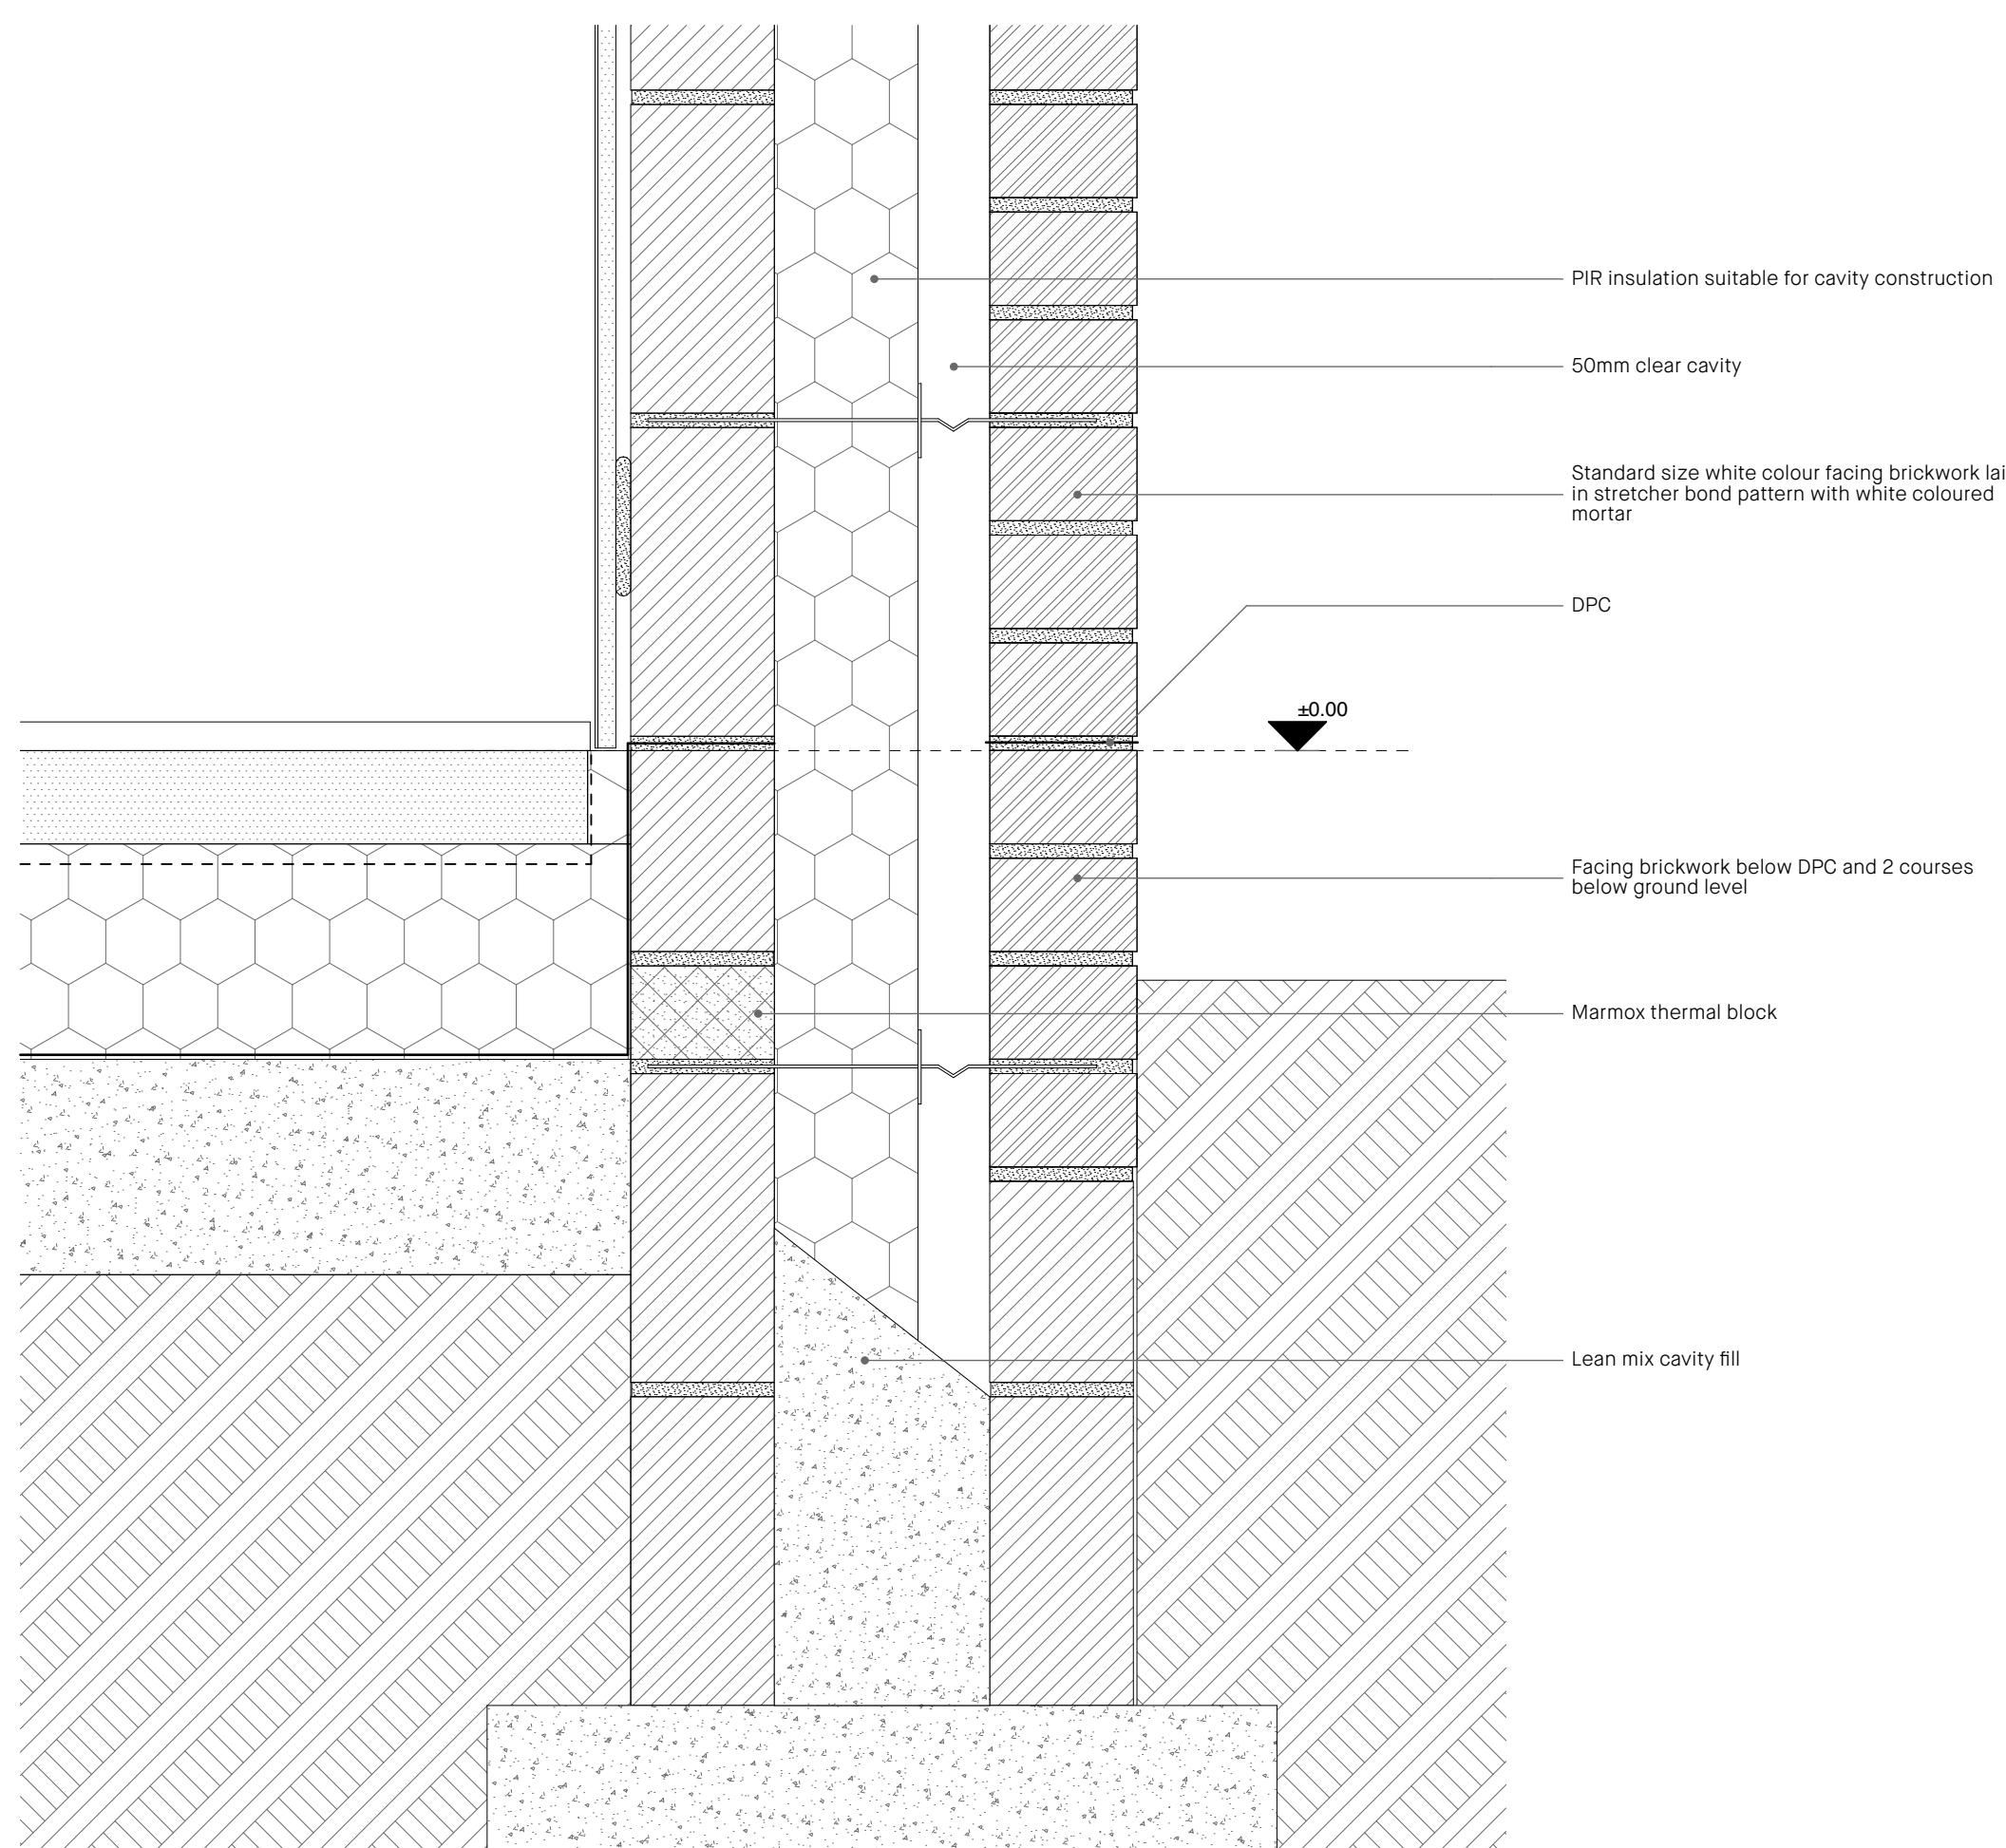 PIR insulation suitable for cavity construction
50mm clear cavity
Standard size white colour facing brickwork lai
in stretcher bond pattern with white coloured
mortar
DPC
±0.00
Facing brickwork below DPC and 2 courses
below ground level
Marmox thermal block
Lean mix cavity fill